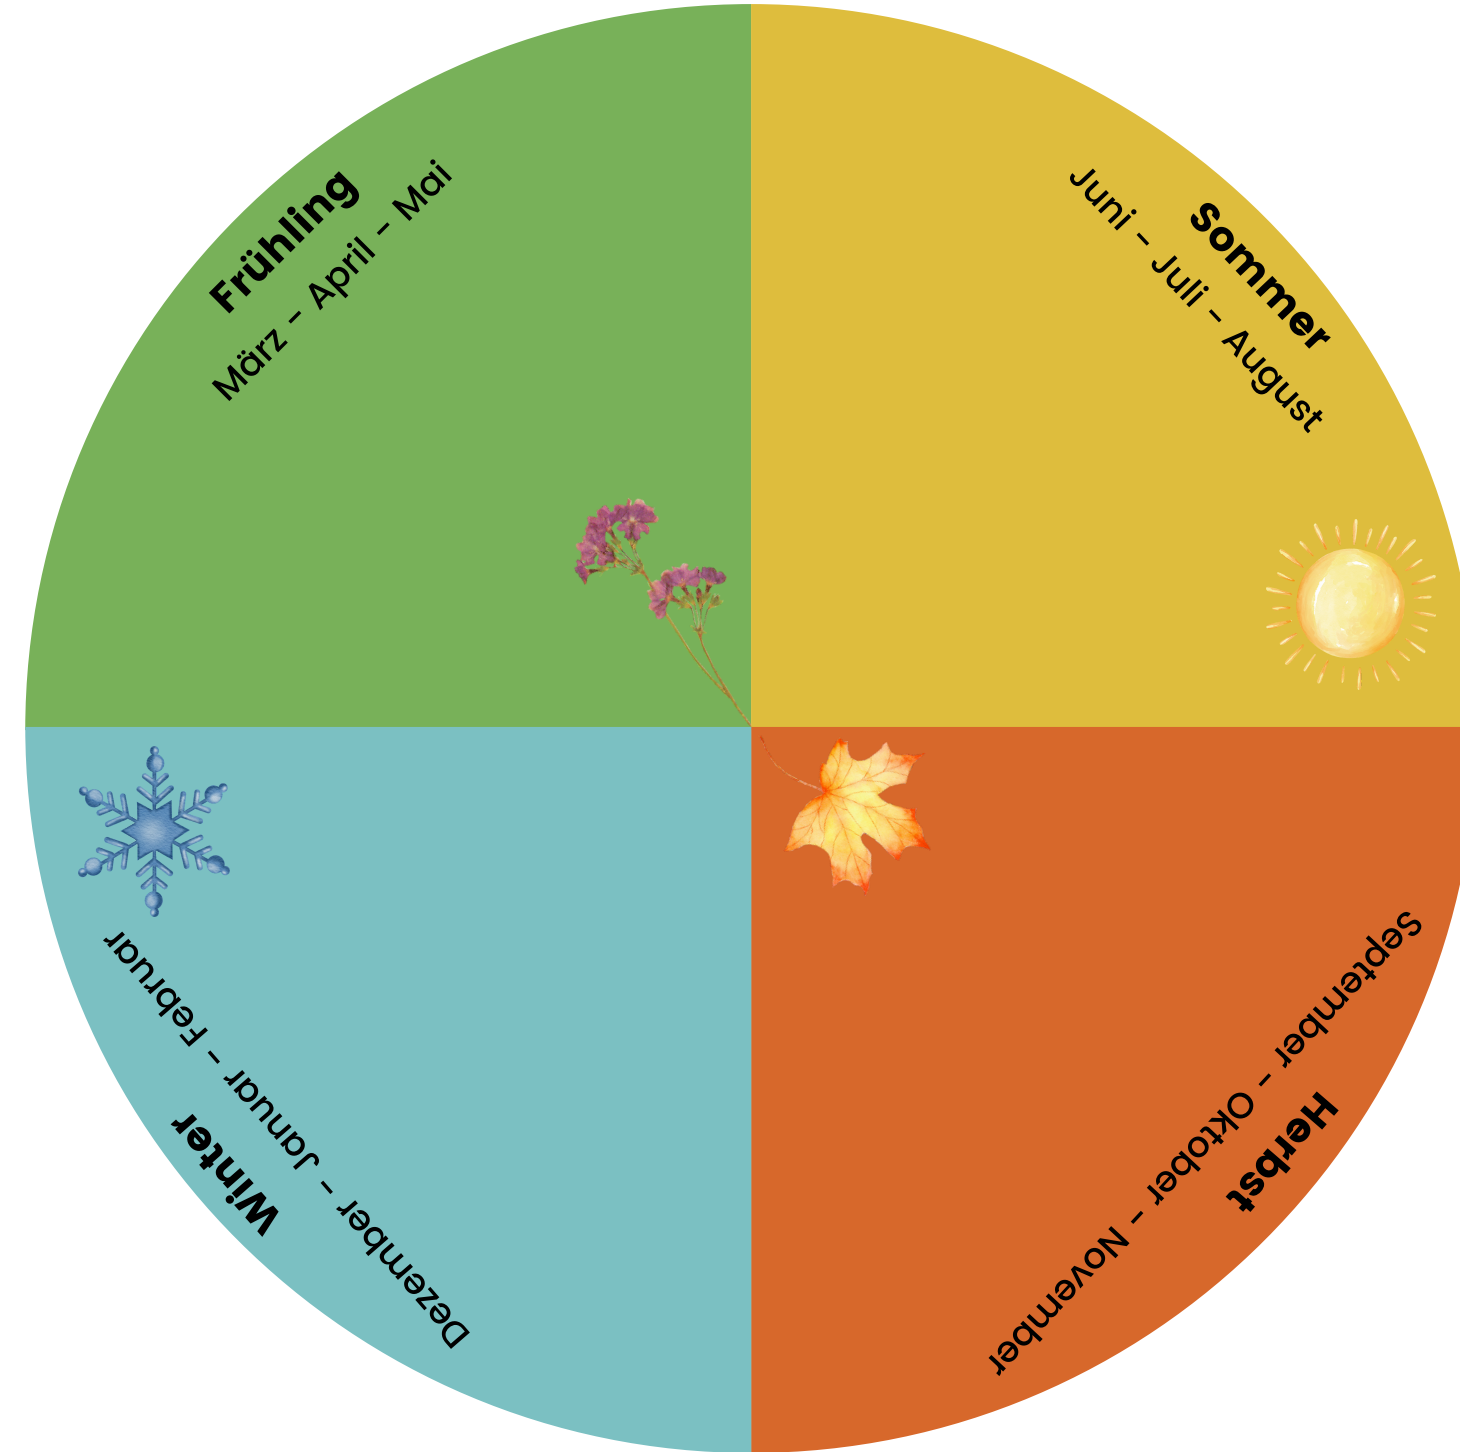 Frühling
März - April - Mai
Sommer
Juni - Juli - August
Herbst
September - Oktober - November
Winter
Dezember - Januar - Februar